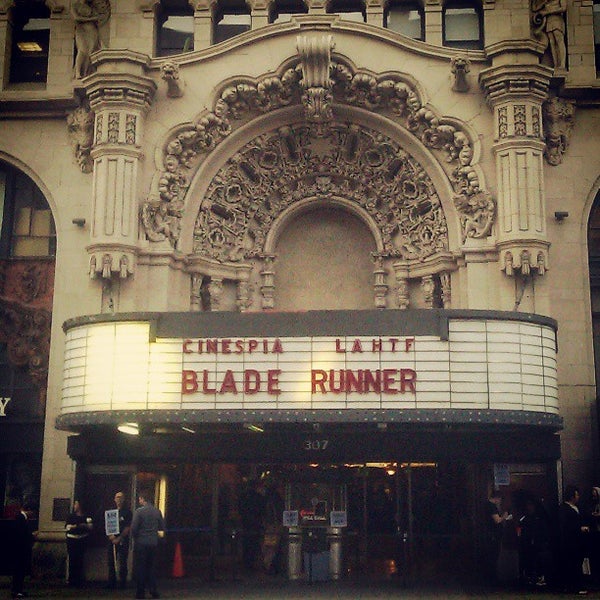 CINESPIA LAHTF
BLADE RUNNER
307
Y